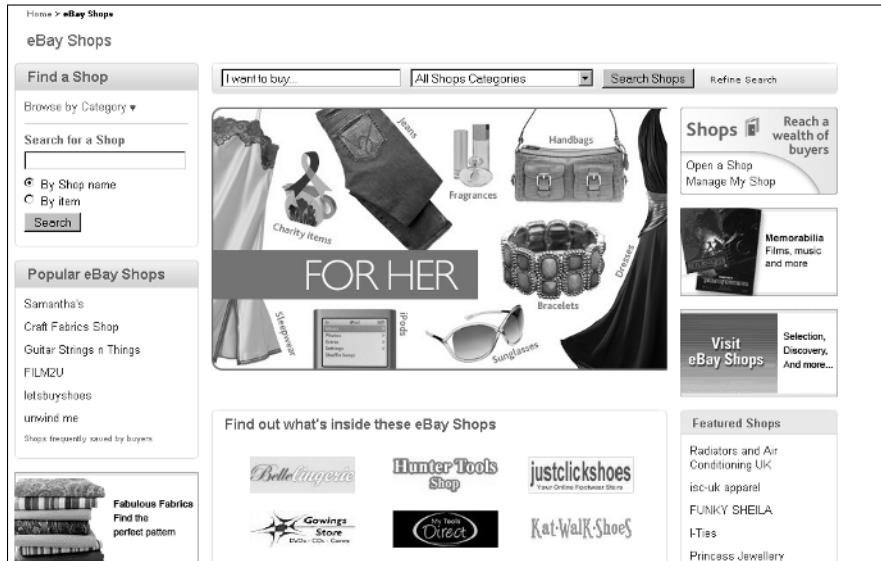 Home > eBay Shops
eBay Shops
Find a Shop
Browse by Category ▾
Search for a Shop
By Shop name
By item
Search
Popular eBay Shops
Samantha's
Craft Fabrics Shop
Guitar Strings n Things
FILM2U
letsbuyshoes
unwind me
Shops frequently saved by buyers
Fabulous Fabrics
Find the
perfect pattern
I want to buy...
All Shops Categories
Search Shops
Refine Search
Jeans
Handbags
Fragrances
Charity items
Dresses
FOR HER
Bracelets
Sleepwear
iPods
Sunglasses
Find out what's inside these eBay Shops
Belle lingerie
Hunter Tools
Shop
justclickshoes
Your Online Footwear Store
Gowings
Store
DVDs • CDs • Games
My Tools
Direct
Kat-Walk-Shoes
Shops
Reach a
wealth of
buyers
Open a Shop
Manage My Shop
Memorabilia
Films, music
and more
Visit
eBay Shops
Selection,
Discovery,
And more...
Featured Shops
Radiators and Air
Conditioning UK
isc-uk apparel
FUNKY SHEILA
I-Ties
Princess Jewellery